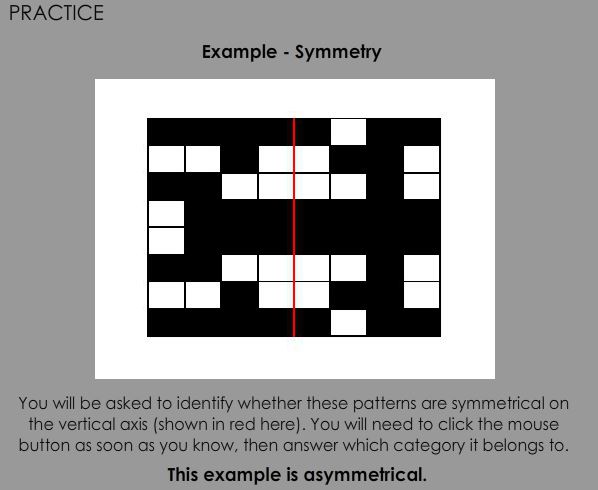 PRACTICE
Example - Symmetry
You will be asked to identify whether these patterns are symmetrical on
the vertical axis (shown in red here). You will need to click the mouse
button as soon as you know, then answer which category it belongs to.
This example is asymmetrical.